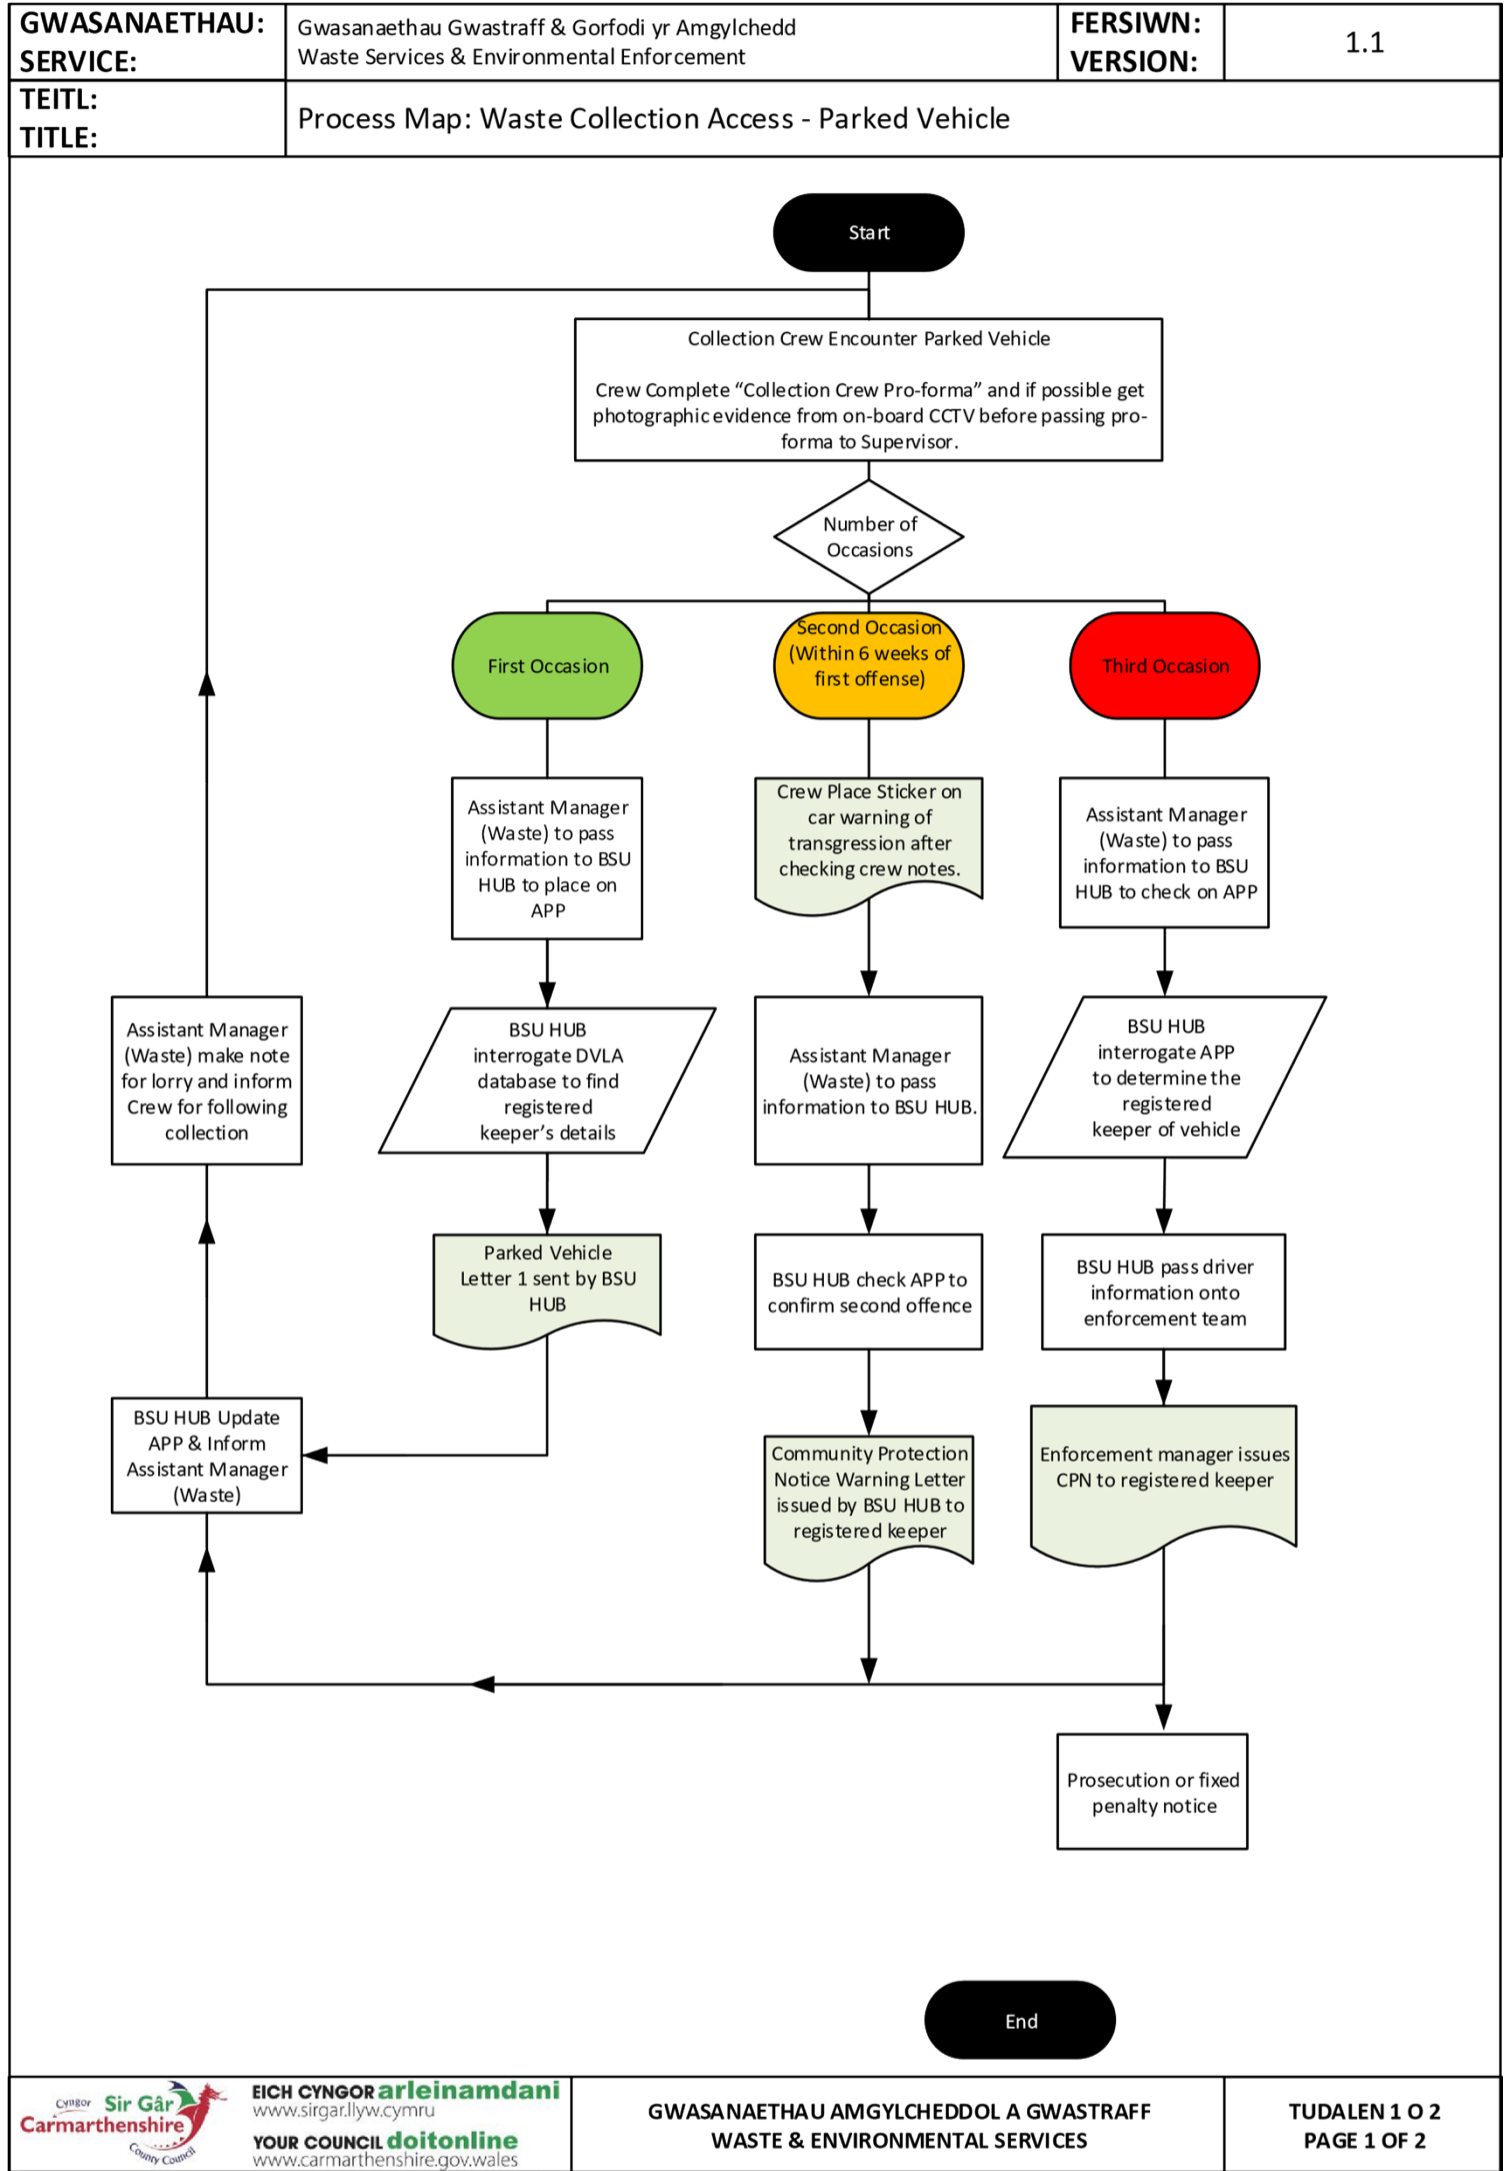 GWASANAETHAU:
SERVICE:
Gwasanaethau Gwastraff & Gorfodi yr Amgylchedd
Waste Services & Environmental Enforcement
FERSIWN:
VERSION:
1.1
TEITL:
TITLE:
Process Map: Waste Collection Access - Parked Vehicle
Start
Collection Crew Encounter Parked Vehicle
Crew Complete “Collection Crew Pro-forma” and if possible get
photographic evidence from on-board CCTV before passing pro-
forma to Supervisor.
Number of
Occasions
First Occasion
Second Occasion
(Within 6 weeks of
first offense)
Third Occasion
Assistant Manager
(Waste) to pass
information to BSU
HUB to place on
APP
Crew Place Sticker on
car warning of
transgression after
checking crew notes.
Assistant Manager
(Waste) to pass
information to BSU
HUB to check on APP
Assistant Manager
(Waste) make note
for lorry and inform
Crew for following
collection
BSU HUB
interrogate DVLA
database to find
registered
keeper’s details
Assistant Manager
(Waste) to pass
information to BSU HUB.
BSU HUB
interrogate APP
to determine the
registered
keeper of vehicle
Parked Vehicle
Letter 1 sent by BSU
HUB
BSU HUB check APP to
confirm second offence
BSU HUB pass driver
information onto
enforcement team
BSU HUB Update
APP & Inform
Assistant Manager
(Waste)
Community Protection
Notice Warning Letter
issued by BSU HUB to
registered keeper
Enforcement manager issues
CPN to registered keeper
Prosecution or fixed
penalty notice
End
Cyngor Sir Gâr
Carmarthenshire
County Council
EICH CYNGOR arleinamdani
www.sirgar.llyw.cymru
YOUR COUNCIL doitonline
www.carmarthenshire.gov.wales
GWASANAETHAU AMGYLCHEDDOL A GWASTRAFF
WASTE & ENVIRONMENTAL SERVICES
TUDALEN 1 O 2
PAGE 1 OF 2